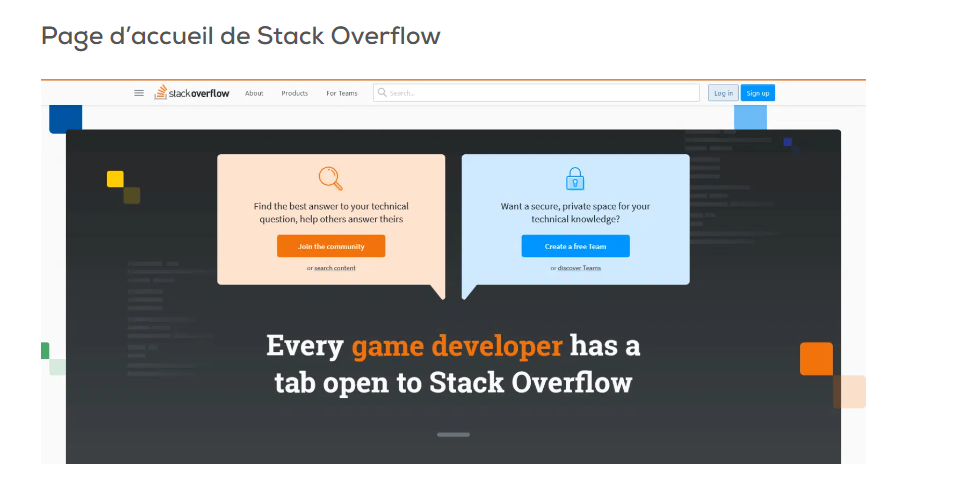 Page d’accueil de Stack Overflow
stackoverflow About Products For Teams Search... Log in Sign up
Find the best answer to your technical
question, help others answer theirs
Join the community
or search content
Want a secure, private space for your
technical knowledge?
Create a free Team
or discover Teams
Every game developer has a
tab open to Stack Overflow